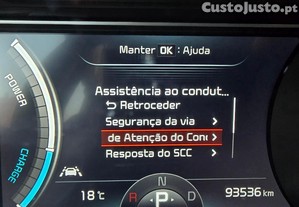 CustoJusto.pt
Manter OK : Ajuda
Assistência ao condut...
Retroceder
Segurança da via
de Atenção do Con
Resposta do SCC
POWER
CHARGE
18°C
R
N
P
D
93536 km